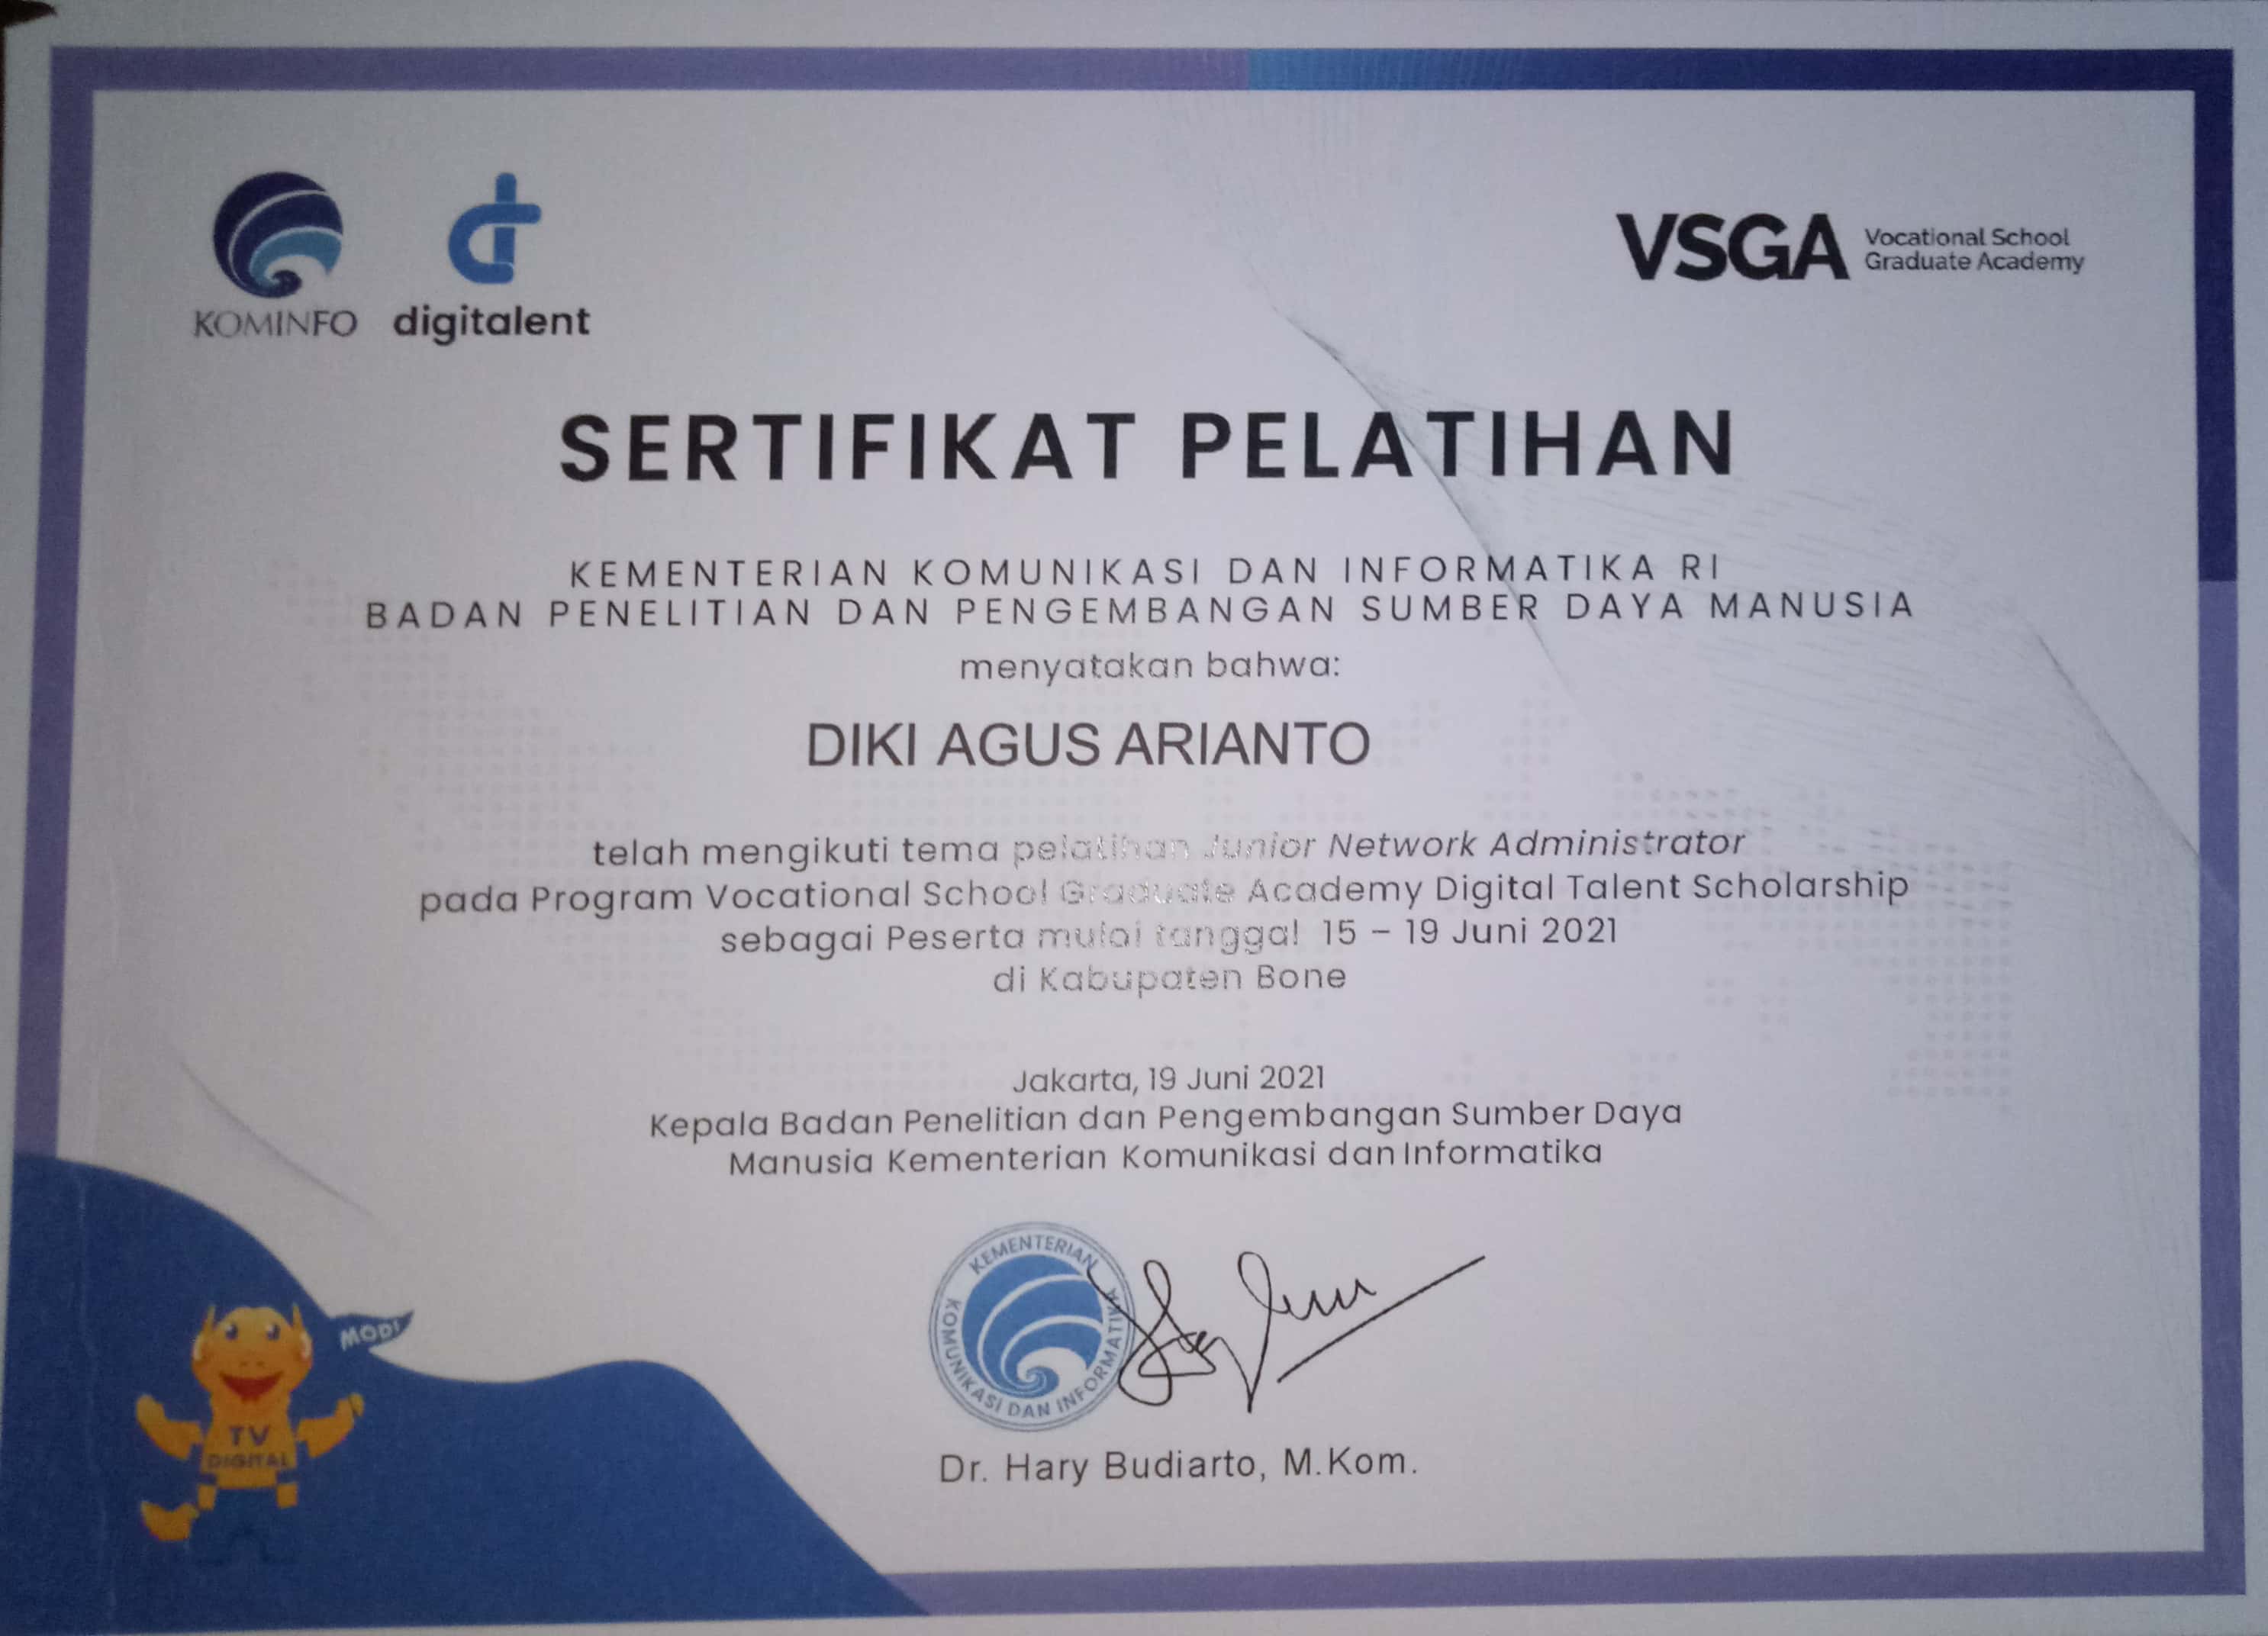 KOMINFO
digitalent
VSGA
Vocational School
Graduate Academy
SERTIFIKAT PELATIHAN
KEMENTERIAN KOMUNIKASI DAN INFORMATIKA RI
BADAN PENELITIAN DAN PENGEMBANGAN SUMBER DAYA MANUSIA
menyatakan bahwa:
DIKI AGUS ARIANTO
telah mengikuti tema pelatihan Junior Network Administrator
pada Program Vocational School Graduate Academy Digital Talent Scholarship
sebagai Peserta mulai tanggal 15 – 19 Juni 2021
di Kabupaten Bone
Jakarta, 19 Juni 2021
Kepala Badan Penelitian dan Pengembangan Sumber Daya
Manusia Kementerian Komunikasi dan Informatika
KEMENTERIAN
KOMUNIKASI DAN INFORMATIKA
MODI
TV
DIGITAL
Dr. Hary Budiarto, M.Kom.